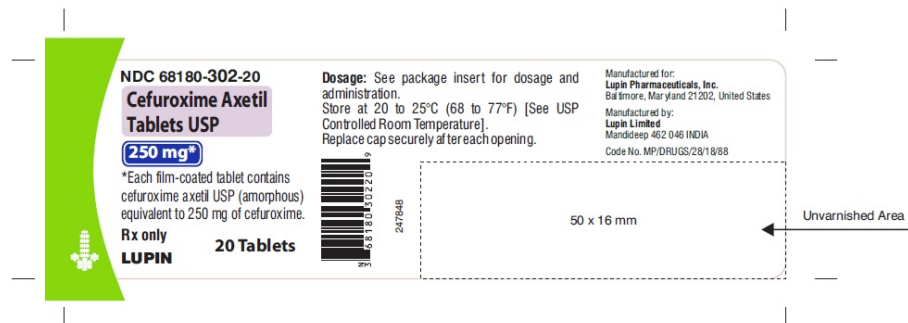 NDC 68180-302-20
Cefuroxime Axetil
Tablets USP
250 mg*
*Each film-coated tablet contains
cefuroxime axetil USP (amorphous)
equivalent to 250 mg of cefuroxime.
Rx only
20 Tablets
LUPIN
Dosage: See package insert for dosage and
administration.
Store at 20 to 25°C (68 to 77°F) [See USP
Controlled Room Temperature].
Replace cap securely after each opening.
N
3 68180 30220 9
247848
Manufactured for:
Lupin Pharmaceuticals, Inc.
Baltimore, Maryland 21202, United States
Manufactured by:
Lupin Limited
Mandideep 462 046 INDIA
Code No. MP/DRUGS/28/18/88
50 x 16 mm
Unvarnished Area